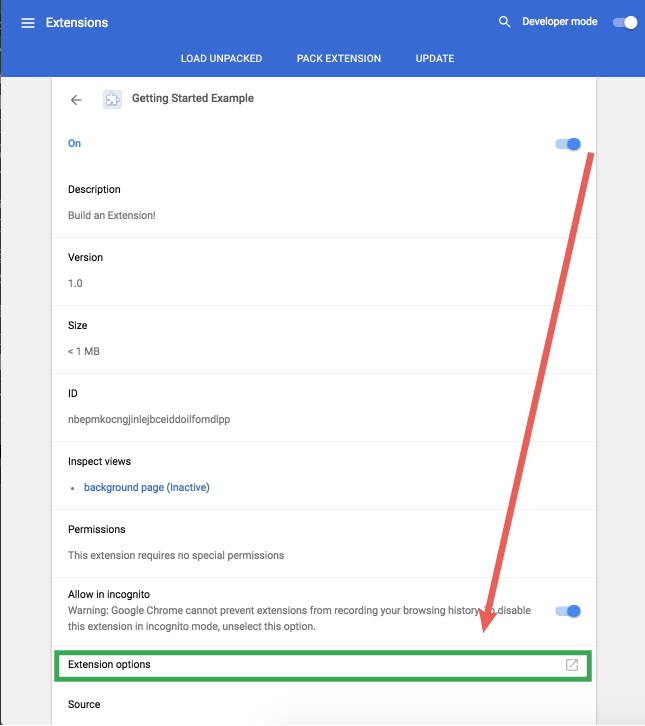 Extensions
Developer mode
LOAD UNPACKED PACK EXTENSION UPDATE
Getting Started Example
On
Description
Build an Extension!
Version
1.0
Size
< 1 MB
ID
nbepmkocngjinlejbceiddoilfomdlpp
Inspect views
• background page (Inactive)
Permissions
This extension requires no special permissions
Allow in incognito
Warning: Google Chrome cannot prevent extensions from recording your browsing history. To disable
this extension in incognito mode, unselect this option.
Extension options
Source